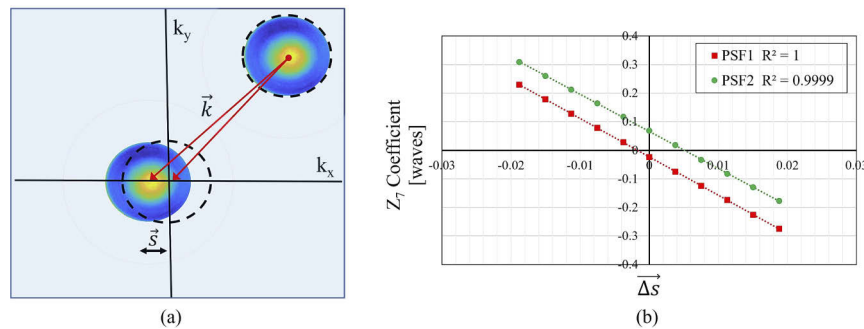 k_y
k⃗
k_x
s⃗
(a)
0.4
0.3
0.2
0.1
0
-0.1
-0.2
-0.3
-0.4
-0.03
-0.02
-0.01
0
0.01
0.02
0.03
PSF1 R² = 1
PSF2 R² = 0.9999
Z₇ Coefficient
[waves]
Δs⃗
(b)